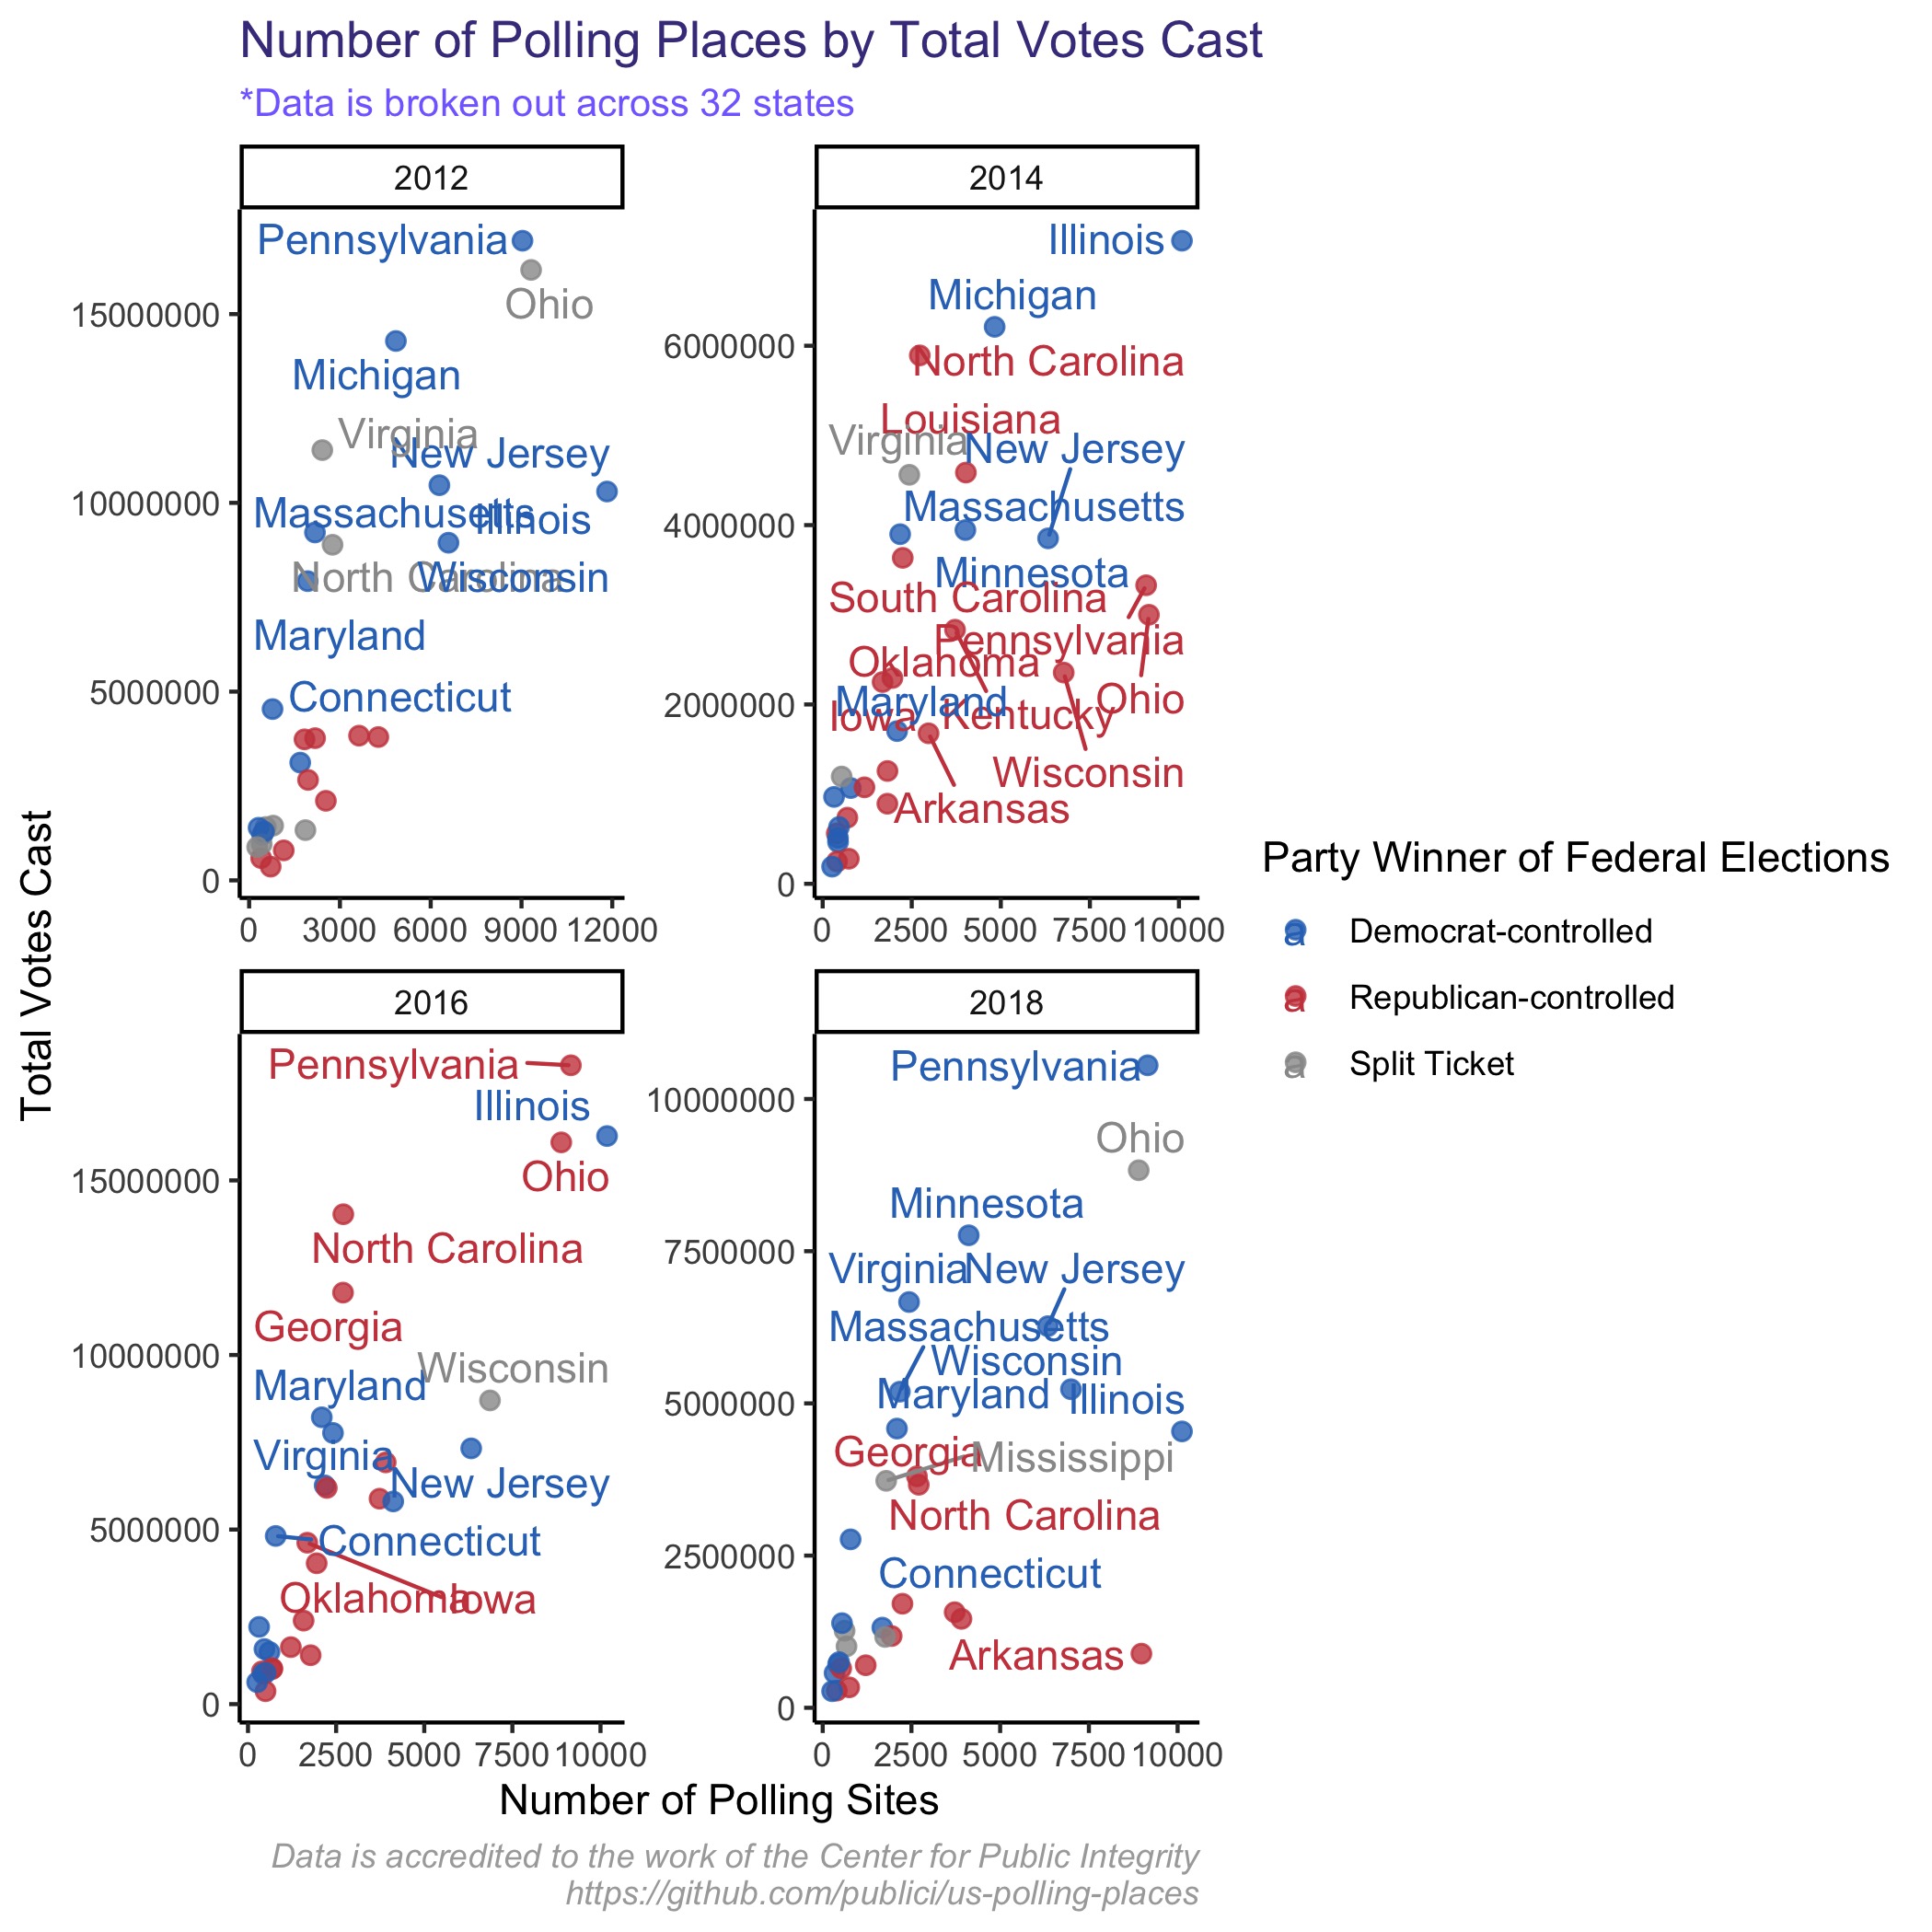 Number of Polling Places by Total Votes Cast
*Data is broken out across 32 states
2012
Pennsylvania
Ohio
15000000
Michigan
Virginia
New Jersey
10000000
Massachusetts
Illinois
North Carolina
Wisconsin
Maryland
5000000
Connecticut
0
0 3000 6000 9000 12000
2014
Illinois
Michigan
6000000
North Carolina
Louisiana
Virginia
New Jersey
4000000
Massachusetts
Minnesota
South Carolina
Pennsylvania
Oklahoma
2000000
Maryland
Ohio
Iowa
Kentucky
Wisconsin
Arkansas
0
0 2500 5000 7500 10000
Total Votes Cast
2016
Pennsylvania
Illinois
15000000
Ohio
North Carolina
Georgia
10000000
Wisconsin
Maryland
Virginia
New Jersey
5000000
Connecticut
Oklahoma
Iowa
0
0 2500 5000 7500 10000
2018
Pennsylvania
10000000
Ohio
Minnesota
7500000
Virginia
New Jersey
Massachusetts
Wisconsin
5000000
Maryland
Illinois
Georgia
Mississippi
North Carolina
2500000
Connecticut
Arkansas
0
0 2500 5000 7500 10000
Number of Polling Sites
Party Winner of Federal Elections
a Democrat-controlled
a Republican-controlled
a Split Ticket
Data is accredited to the work of the Center for Public Integrity
https://github.com/publici/us-polling-places